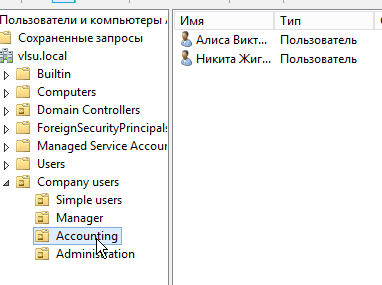 Пользователи и компьютеры
Сохраненные запросы
vlsu.local
Builtin
Computers
Domain Controllers
ForeignSecurityPrincipals
Managed Service Accour
Users
Company users
Simple users
Manager
Accounting
Administration
Имя Тип
Алиса Викт... Пользователь
Никита Жиг... Пользователь